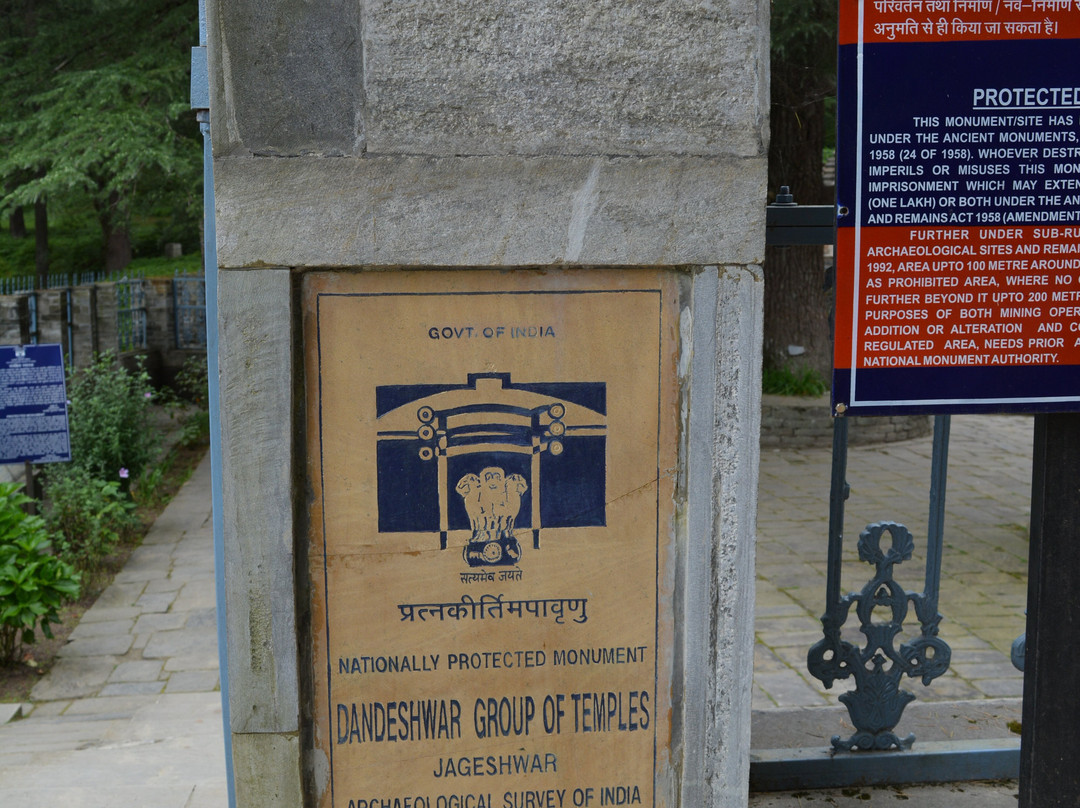 GOVT. OF INDIA
सत्यमेव जयते
प्रत्नकीर्तिमपावृणु
NATIONALLY PROTECTED MONUMENT
DANDESHWAR GROUP OF TEMPLES
JAGESHWAR
ARCHAEOLOGICAL SURVEY OF INDIA
परिवर्तन तथा निर्माण / नव–निर्माण
अनुमति से ही किया जा सकता है।
PROTECTED
THIS MONUMENT/SITE HAS
UNDER THE ANCIENT MONUMENTS,
1958 (24 OF 1958). WHOEVER DESTR
IMPERILS OR MISUSES THIS MON
IMPRISONMENT WHICH MAY EXTEN
(ONE LAKH) OR BOTH UNDER THE AN
AND REMAINS ACT 1958 (AMENDMENT
FURTHER UNDER SUB-RU
ARCHAEOLOGICAL SITES AND REMAI
1992, AREA UPTO 100 METRE AROUND
AS PROHIBITED AREA, WHERE NO
FURTHER BEYOND IT UPTO 200 METR
PURPOSES OF BOTH MINING OPER
ADDITION OR ALTERATION AND CO
REGULATED AREA, NEEDS PRIOR A
NATIONAL MONUMENT AUTHORITY.